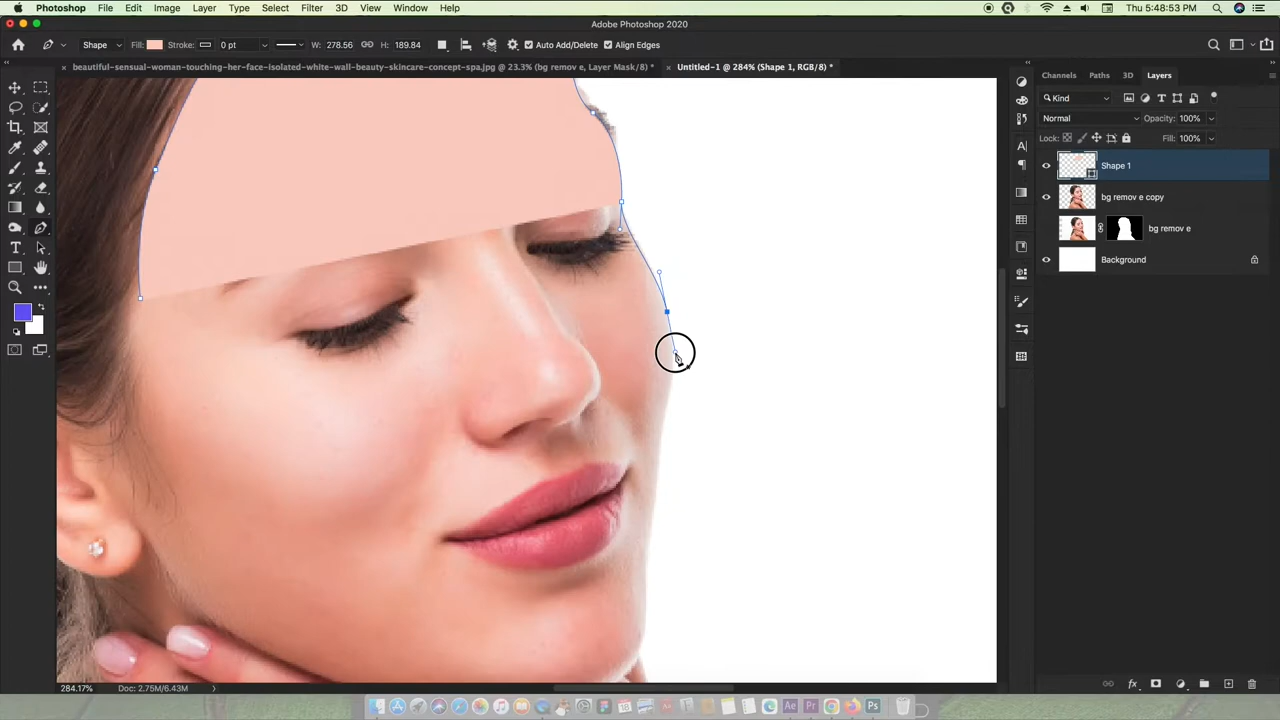 Photoshop File Edit Image Layer Type Select Filter 3D View Window Help Thu 5:48:53 PM
Adobe Photoshop 2020
Shape Fill: Stroke: 0 pt W: 278.56 H: 189.84 Auto Add/Delete Align Edges
beautiful-sensual-woman-touching-her-face-isolated-white-wall-beauty-skincare-concept-spa.jpg @ 23.3% (bg remov e, Layer Mask/8) * Untitled-1 @ 284% (Shape 1, RGB/8) *
Channels Paths 3D Layers
Kind
Normal Opacity: 100%
Lock: Fill: 100%
Shape 1
bg remov e copy
bg remov e
Background
284.17% Doc: 2.75M/6.43M